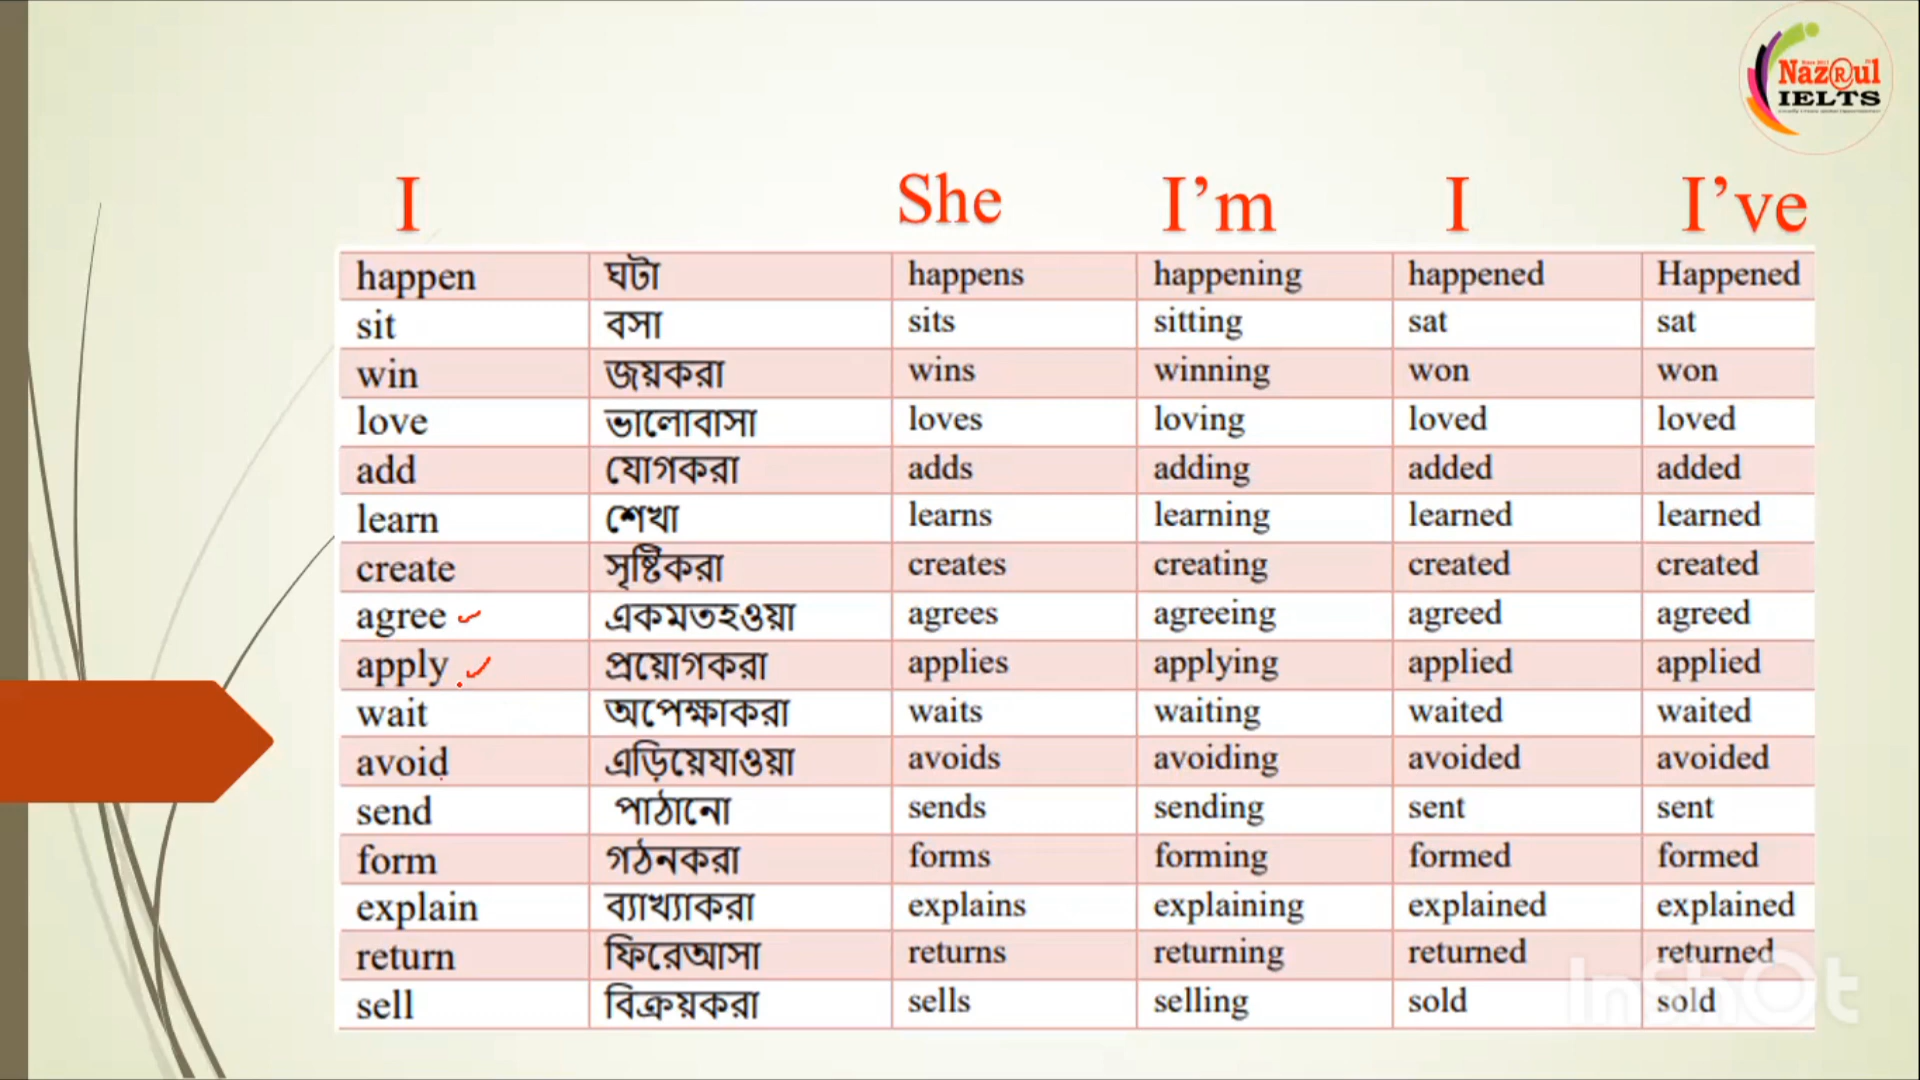 Nazrul
IELTS
I She I’m I I’ve
happen ঘটা happens happening happened Happened
sit বসা sits sitting sat sat
win জয়করা wins winning won won
love ভালোবাসা loves loving loved loved
add যোগকরা adds adding added added
learn শেখা learns learning learned learned
create সৃষ্টিকরা creates creating created created
agree একমতহওয়া agrees agreeing agreed agreed
apply প্রয়োগকরা applies applying applied applied
wait অপেক্ষাকরা waits waiting waited waited
avoid এড়িয়েযাওয়া avoids avoiding avoided avoided
send পাঠানো sends sending sent sent
form গঠনকরা forms forming formed formed
explain ব্যাখ্যাকরা explains explaining explained explained
return ফিরেআসা returns returning returned returned
sell বিক্রয়করা sells selling sold sold
InShOt